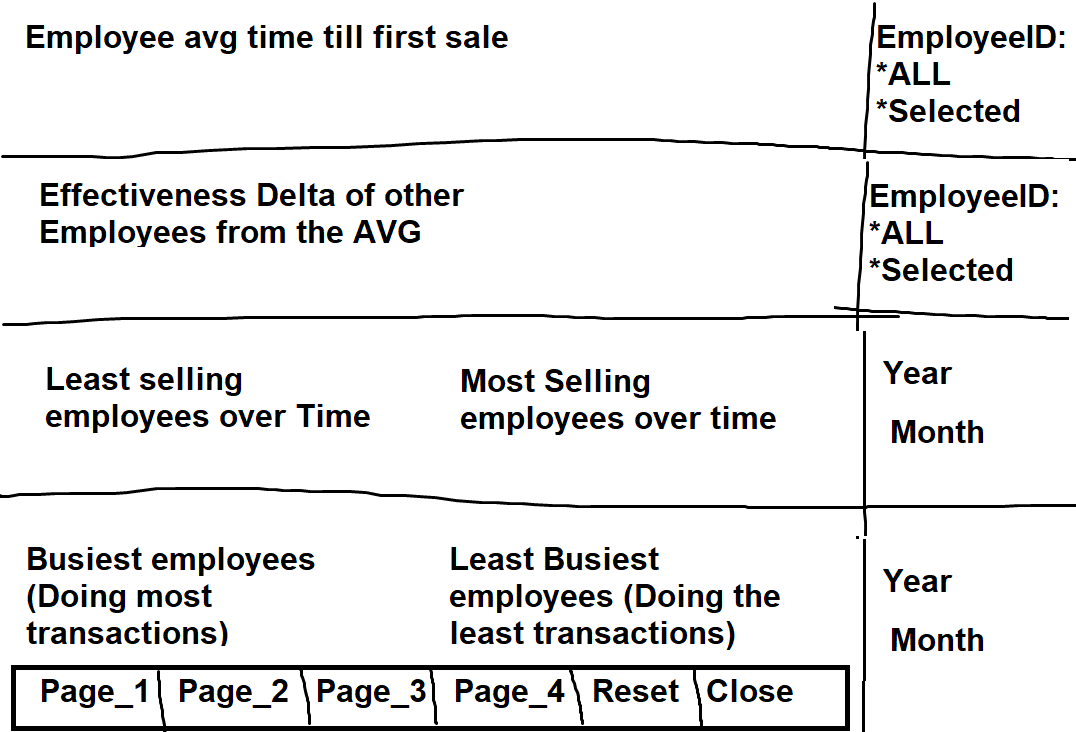 Employee avg time till first sale
EmployeeID:
*ALL
*Selected
Effectiveness Delta of other
Employees from the AVG
EmployeeID:
*ALL
*Selected
Least selling
employees over Time
Most Selling
employees over time
Year
Month
Busiest employees
(Doing most
transactions)
Least Busiest
employees (Doing the
least transactions)
Year
Month
Page_1 Page_2 Page_3 Page_4 Reset Close